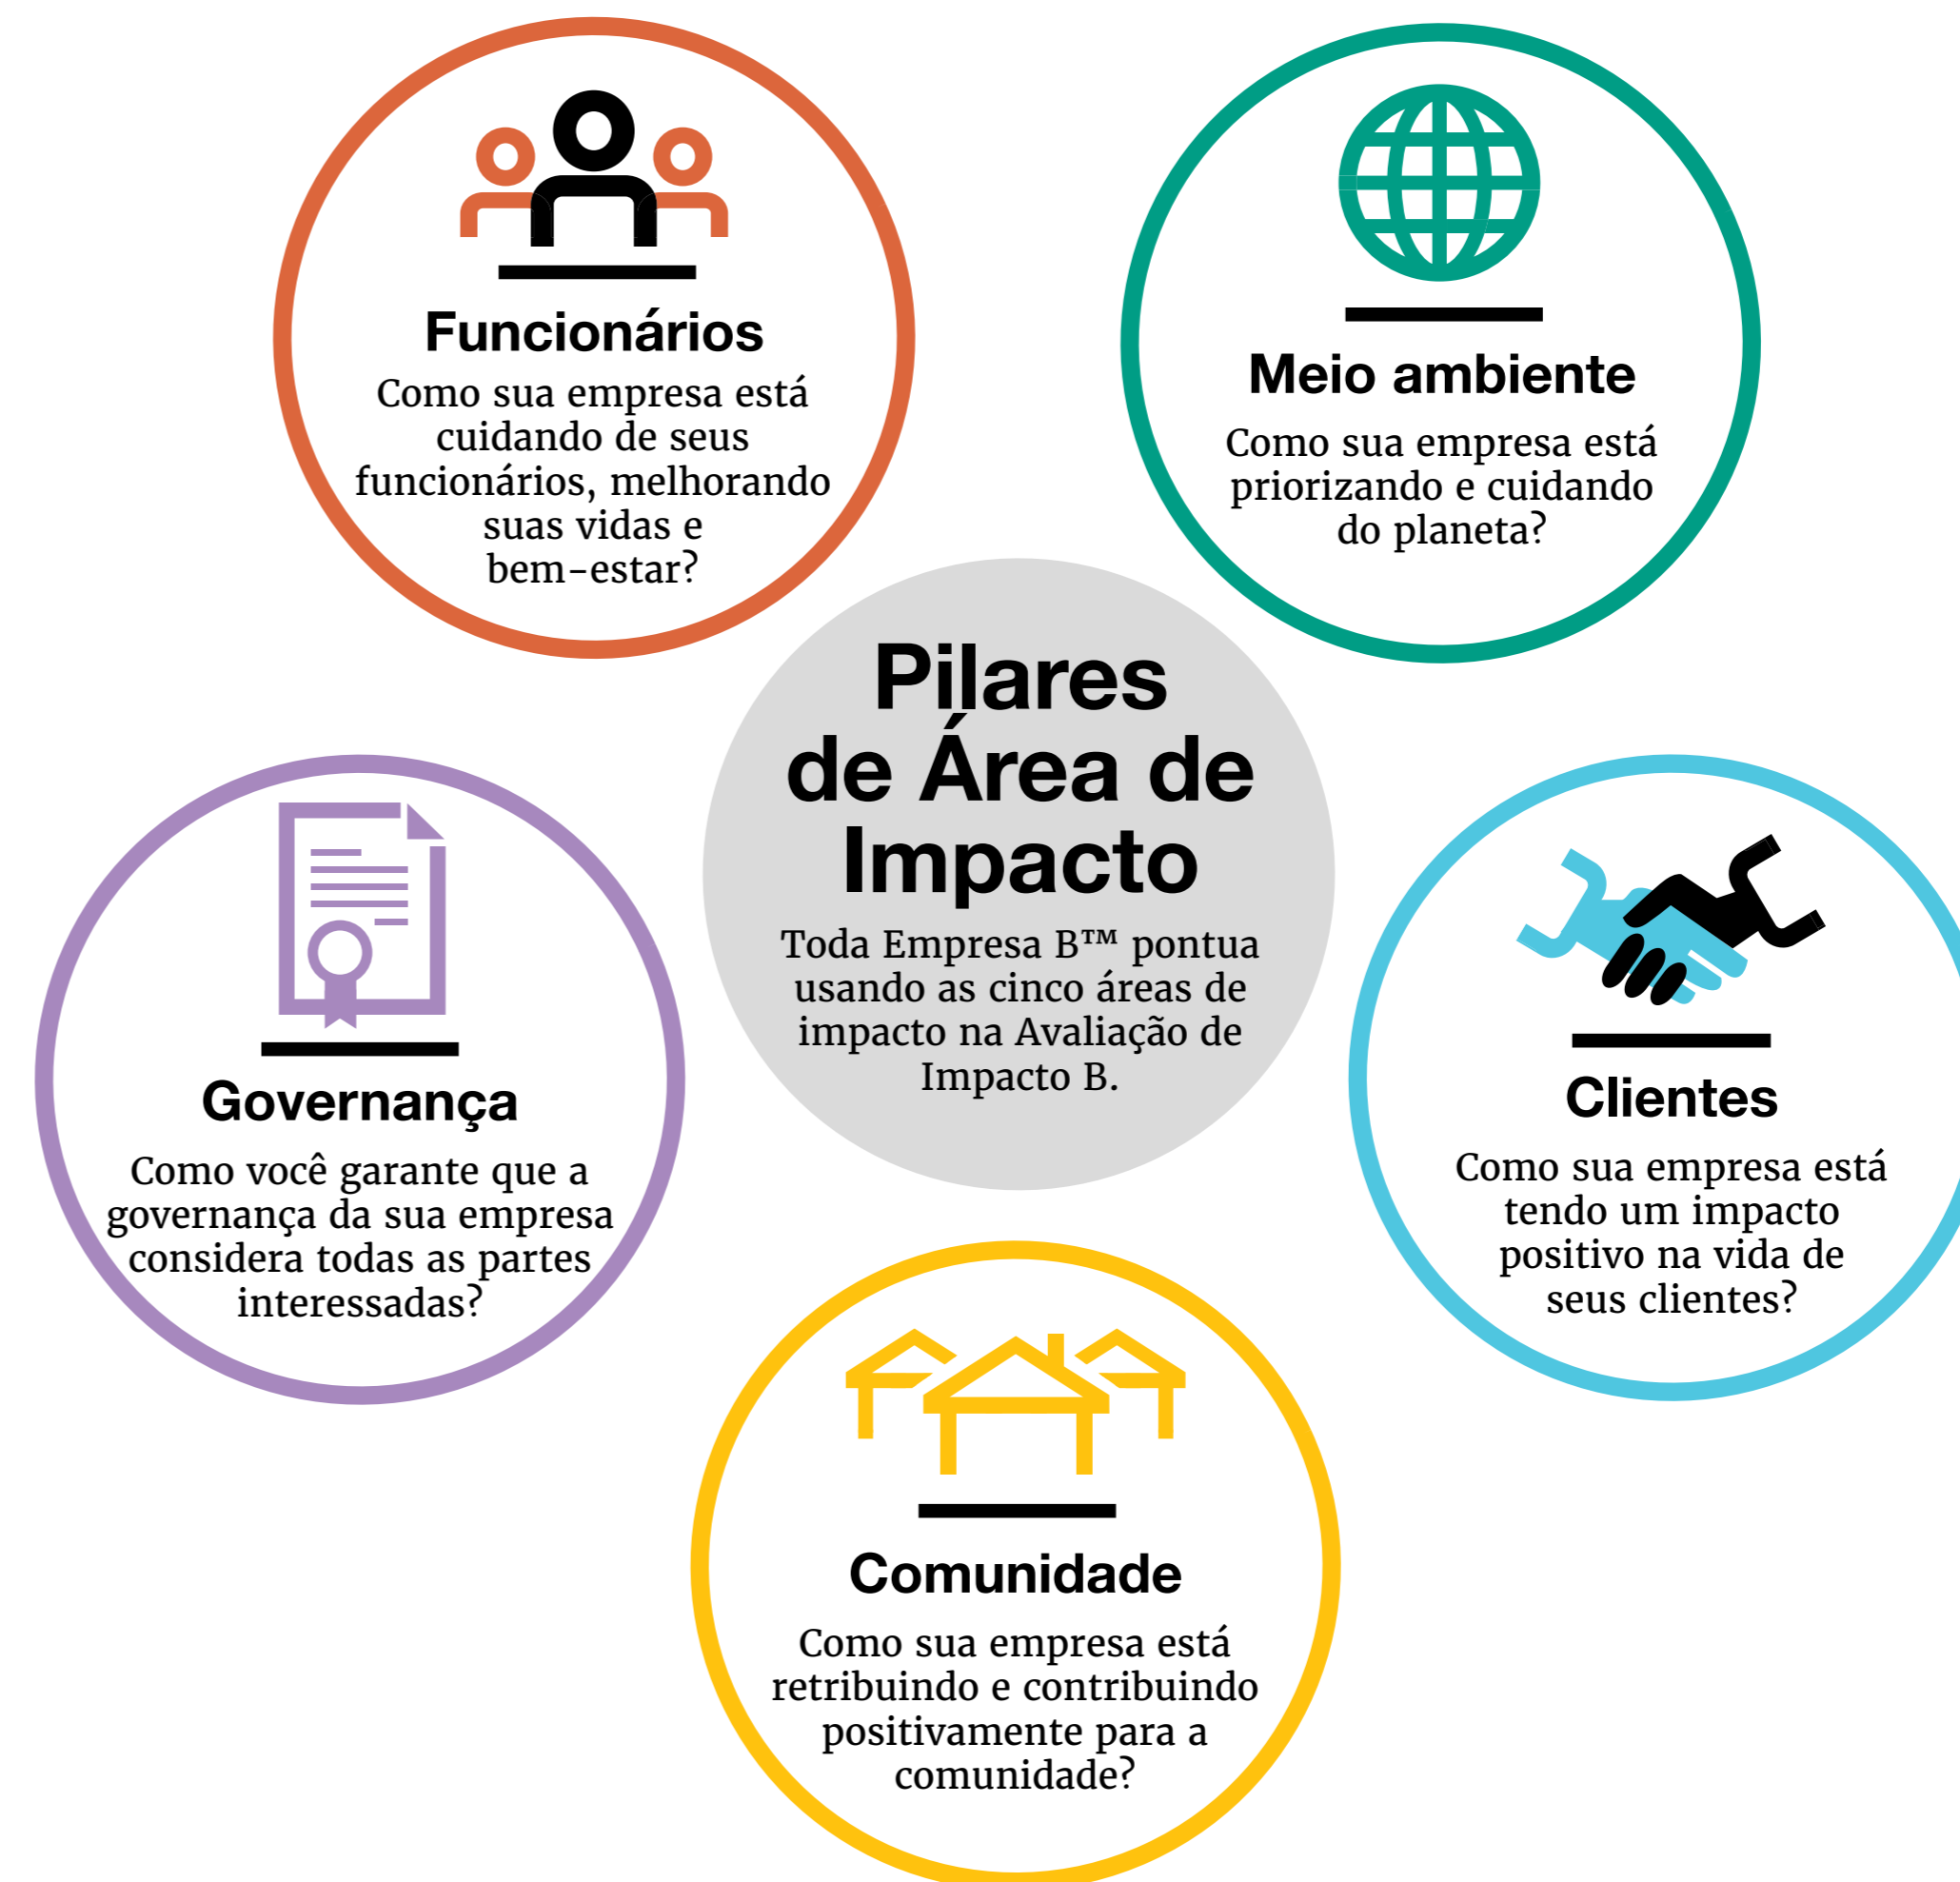 Funcionários
Como sua empresa está
cuidando de seus
funcionários, melhorando
suas vidas e
bem-estar?
Meio ambiente
Como sua empresa está
priorizando e cuidando
do planeta?
Pilares
de Área de
Impacto
Toda Empresa B™ pontua
usando as cinco áreas de
impacto na Avaliação de
Impacto B.
Governança
Como você garante que a
governança da sua empresa
considera todas as partes
interessadas?
Clientes
Como sua empresa está
tendo um impacto
positivo na vida de
seus clientes?
Comunidade
Como sua empresa está
retribuindo e contribuindo
positivamente para a
comunidade?